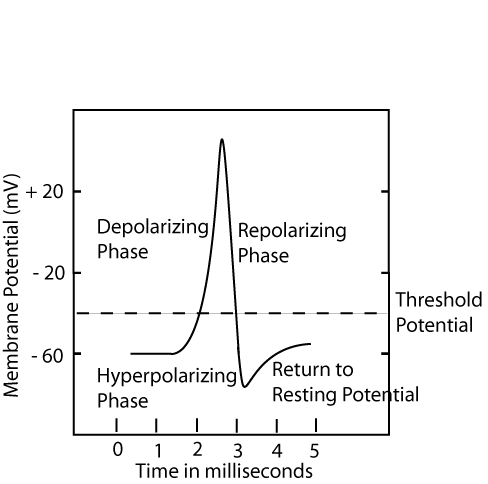 Membrane Potential (mV)
+ 20
- 20
- 60
Depolarizing
Phase
Repolarizing
Phase
Threshold
Potential
Hyperpolarizing
Phase
Return to
Resting Potential
0 1 2 3 4 5
Time in milliseconds